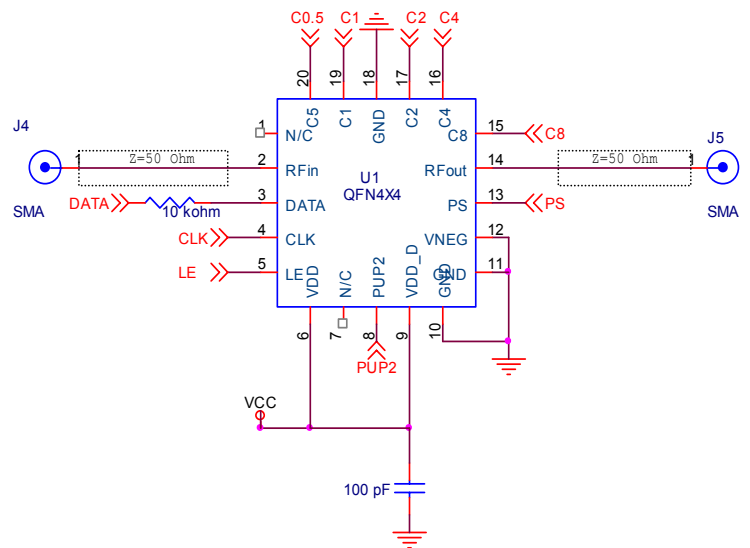 C0.5 C1 C2 C4
20 19 18 17 16
C5 C1 GND C2 C4
J4
1 N/C
C8 15 C8
J5
1 Z=50 Ohm 2 RFin
U1
QFN4X4
RFout 14 Z=50 Ohm 1
SMA
DATA 10 kohm 3 DATA
PS 13 PS
SMA
CLK 4 CLK
VNEG 12
LE 5 LE
GND 11
VDD N/C PUP2 VDD_D GND
6 7 8 9 10
PUP2
VCC
100 pF